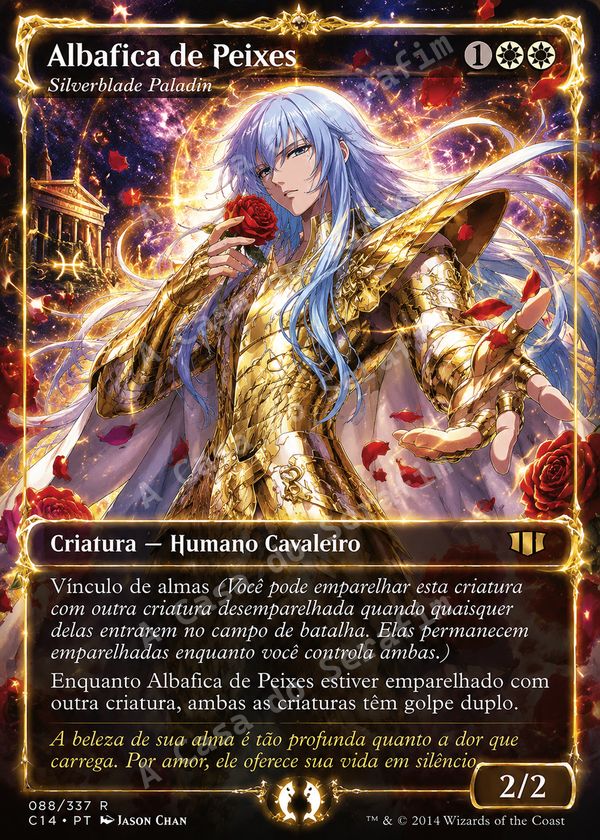 Albafica de Peixes
1
Silverblade Paladin
A Casa do Serafim
Criatura — Humano Cavaleiro
Vínculo de almas (Você pode emparelhar esta criatura
com outra criatura desemparelhada quando quaisquer
delas entrarem no campo de batalha. Elas permanecem
emparelhadas enquanto você controla ambas.)
Enquanto Albafica de Peixes estiver emparelhado com
outra criatura, ambas as criaturas têm golpe duplo.
A beleza de sua alma é tão profunda quanto a dor que
carrega. Por amor, ele oferece sua vida em silêncio
2/2
088/337 R
C14 • PT Jason Chan
™ & © 2014 Wizards of the Coast